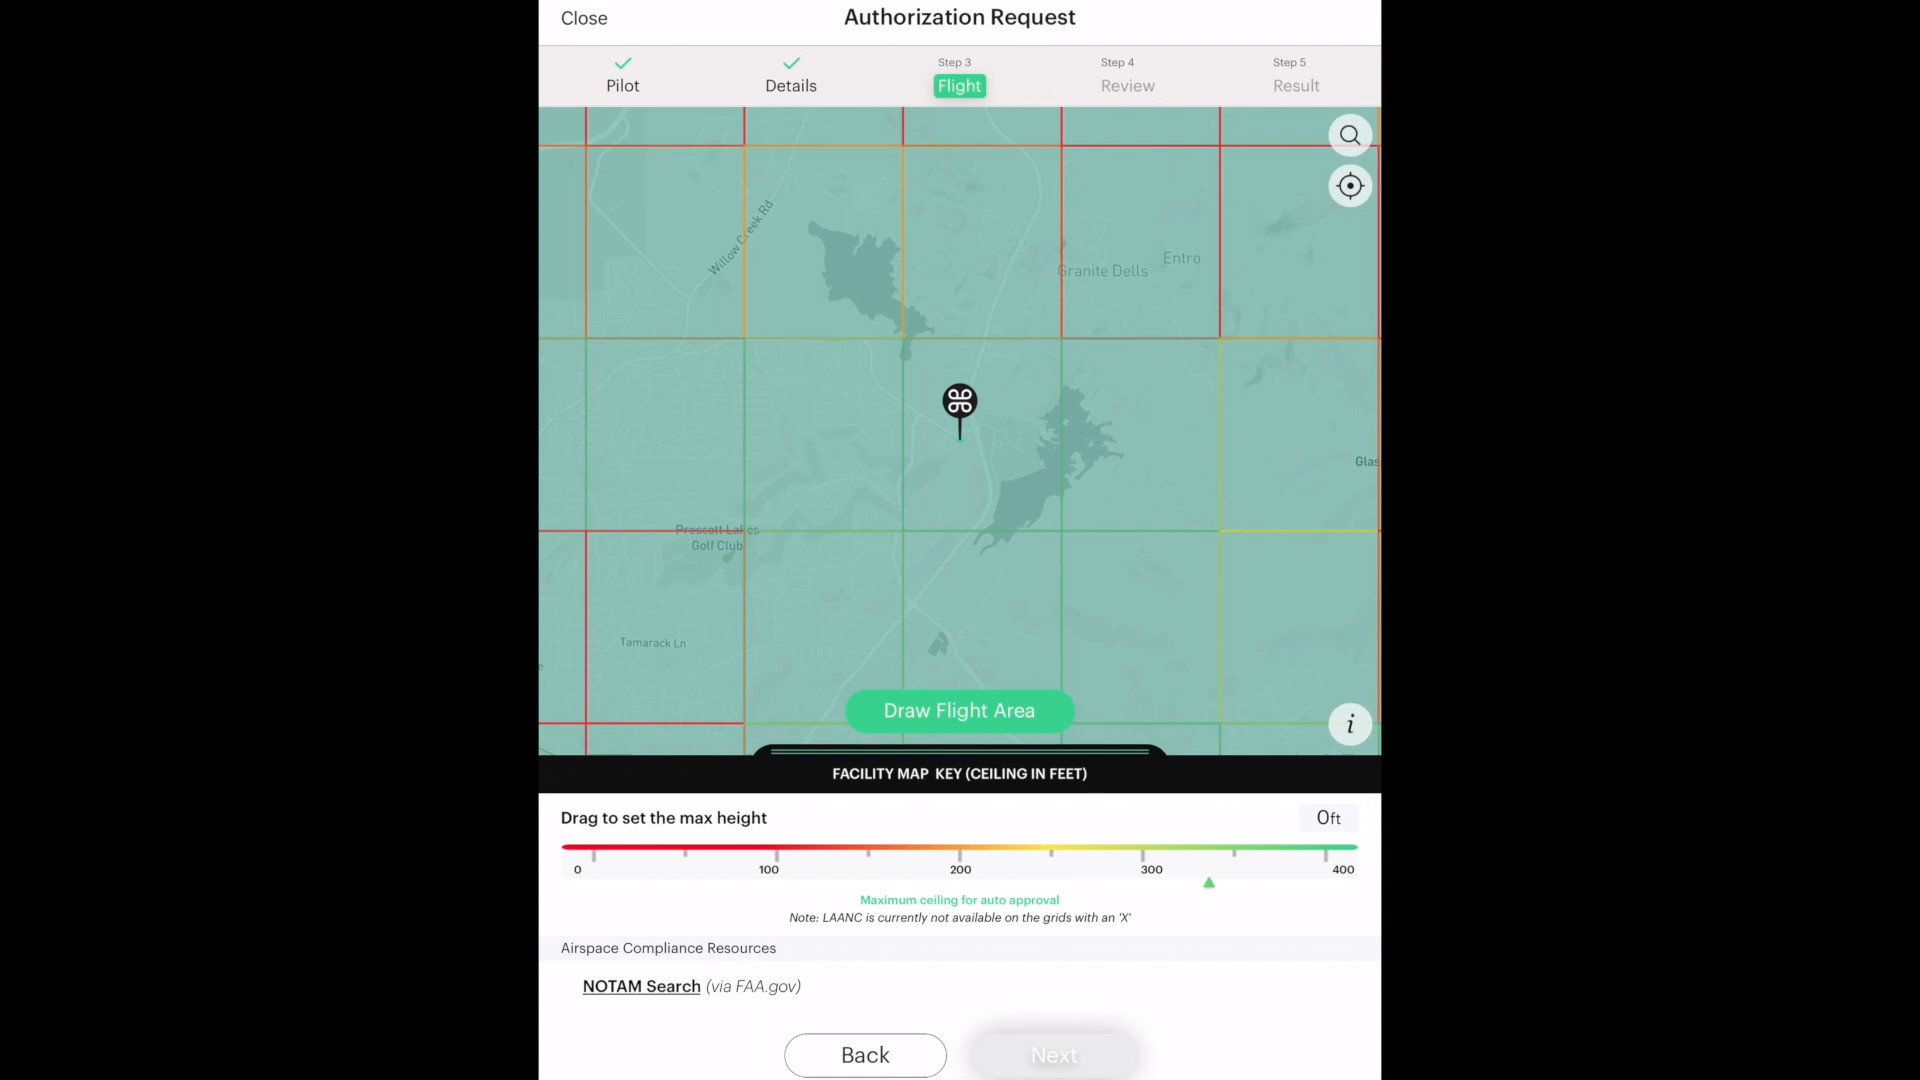 Close
Authorization Request
Pilot
Details
Step 3
Flight
Step 4
Review
Step 5
Result
Willow Creek Rd
Granite Dells
Entro
Glas
Prescott Lakes
Golf Club
Tamarack Ln
e
Draw Flight Area
i
FACILITY MAP KEY (CEILING IN FEET)
Drag to set the max height
0ft
0 100 200 300 400
Maximum ceiling for auto approval
Note: LAANC is currently not available on the grids with an 'X'
Airspace Compliance Resources
NOTAM Search (via FAA.gov)
Back
Next